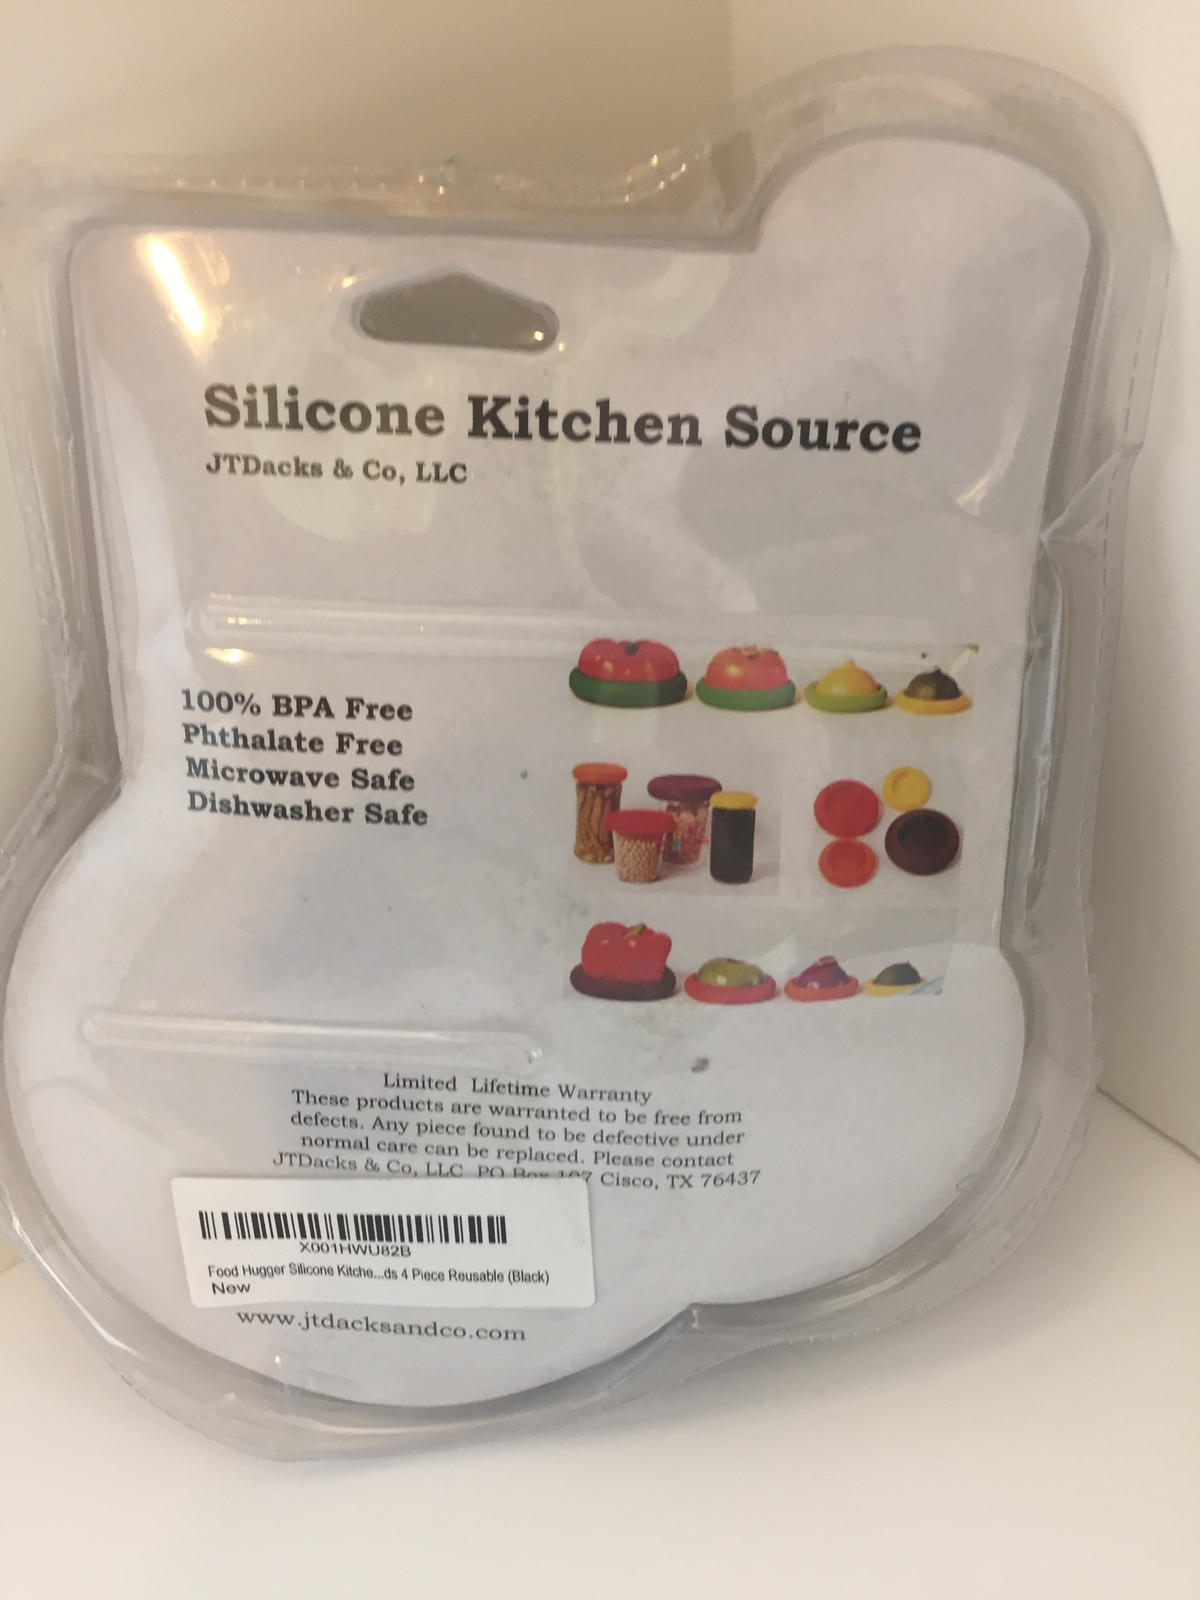 Silicone Kitchen Source
JTDacks & Co, LLC
100% BPA Free
Phthalate Free
Microwave Safe
Dishwasher Safe
Limited Lifetime Warranty
These products are warranted to be free from
defects. Any piece found to be defective under
normal care can be replaced. Please contact
JTDacks & Co, LLC PO Box 107 Cisco, TX 76437
X001HWU82B
Food Hugger Silicone Kitche...ds 4 Piece Reusable (Black)
New
www.jtdacksandco.com